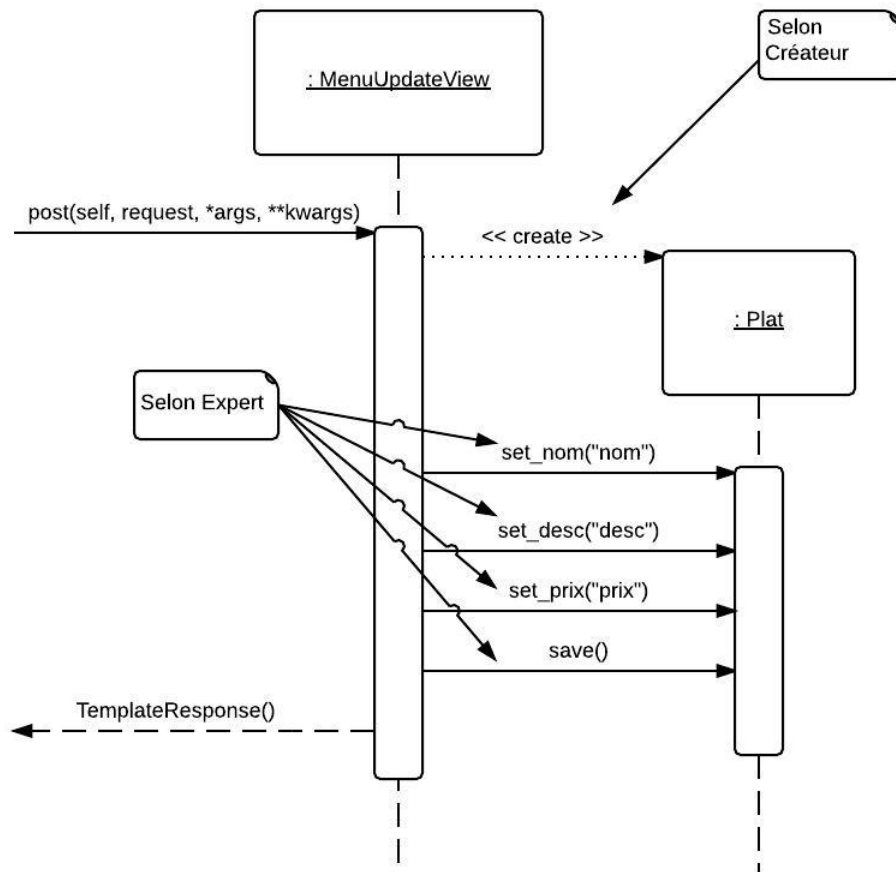 Selon
Créateur
: MenuUpdateView
post(self, request, *args, **kwargs)
<< create >>
: Plat
Selon Expert
set_nom("nom")
set_desc("desc")
set_prix("prix")
save()
TemplateResponse()